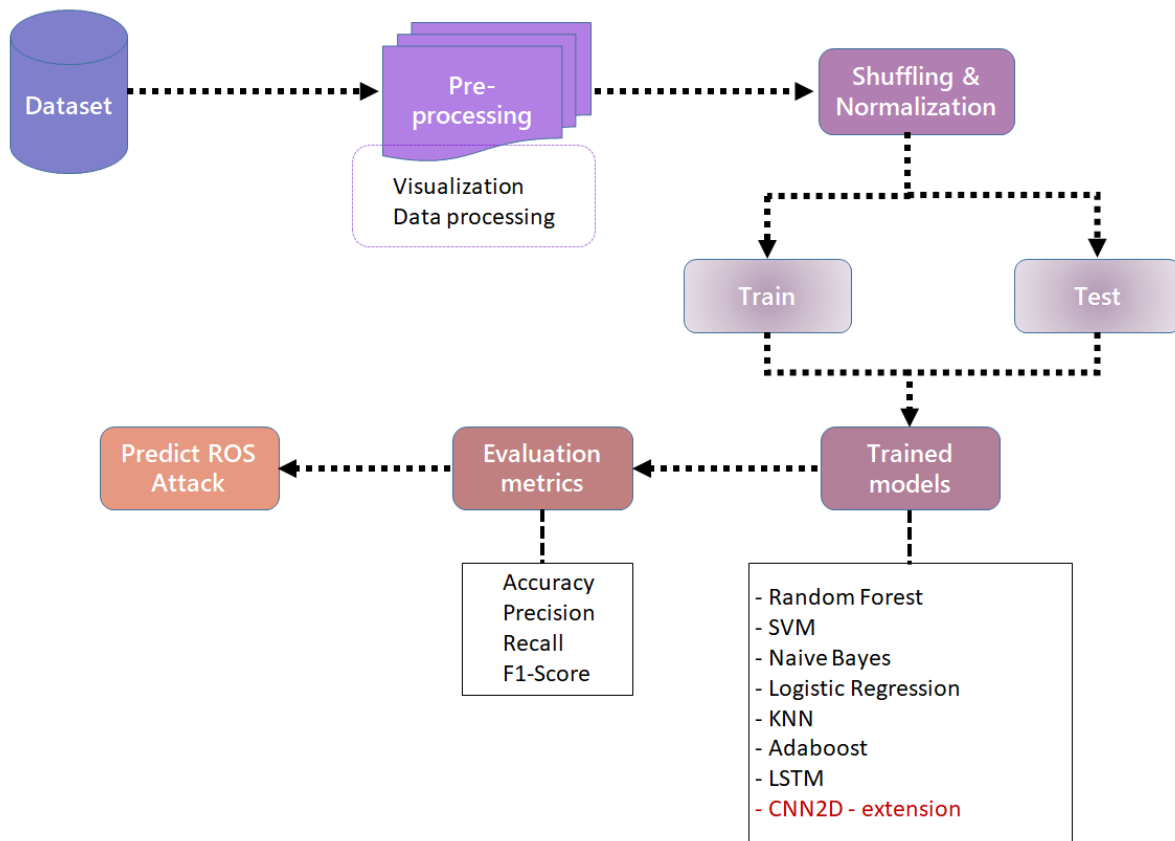 Dataset
Pre-
processing
Visualization
Data processing
Shuffling &
Normalization
Train
Test
Trained
models
- Random Forest
- SVM
- Naive Bayes
- Logistic Regression
- KNN
- Adaboost
- LSTM
- CNN2D - extension
Evaluation
metrics
Accuracy
Precision
Recall
F1-Score
Predict ROS
Attack